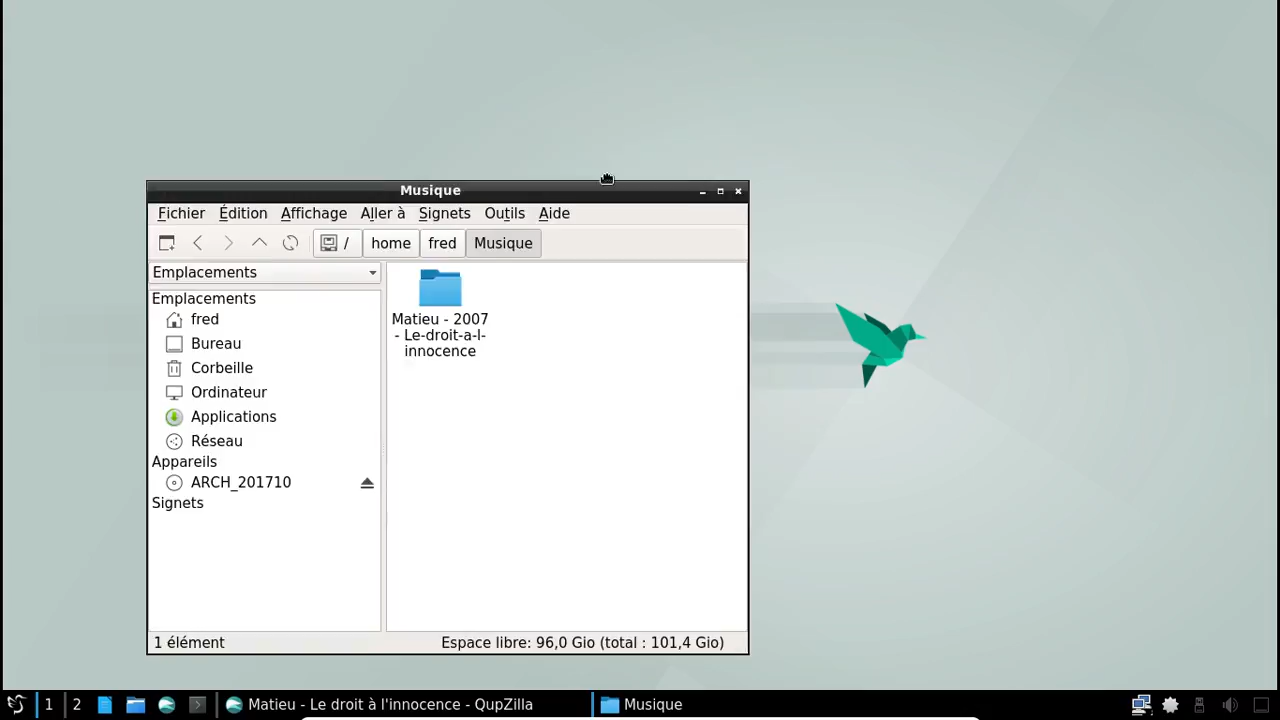 Musique
Fichier Édition Affichage Aller à Signets Outils Aide
/ home fred Musique
Emplacements
Emplacements
fred
Bureau
Corbeille
Ordinateur
Applications
Réseau
Appareils
ARCH_201710
Signets
Matieu - 2007
- Le-droit-a-l-
innocence
1 élément
Espace libre: 96,0 Gio (total : 101,4 Gio)
1 2 Matieu - Le droit à l'innocence - QupZilla Musique